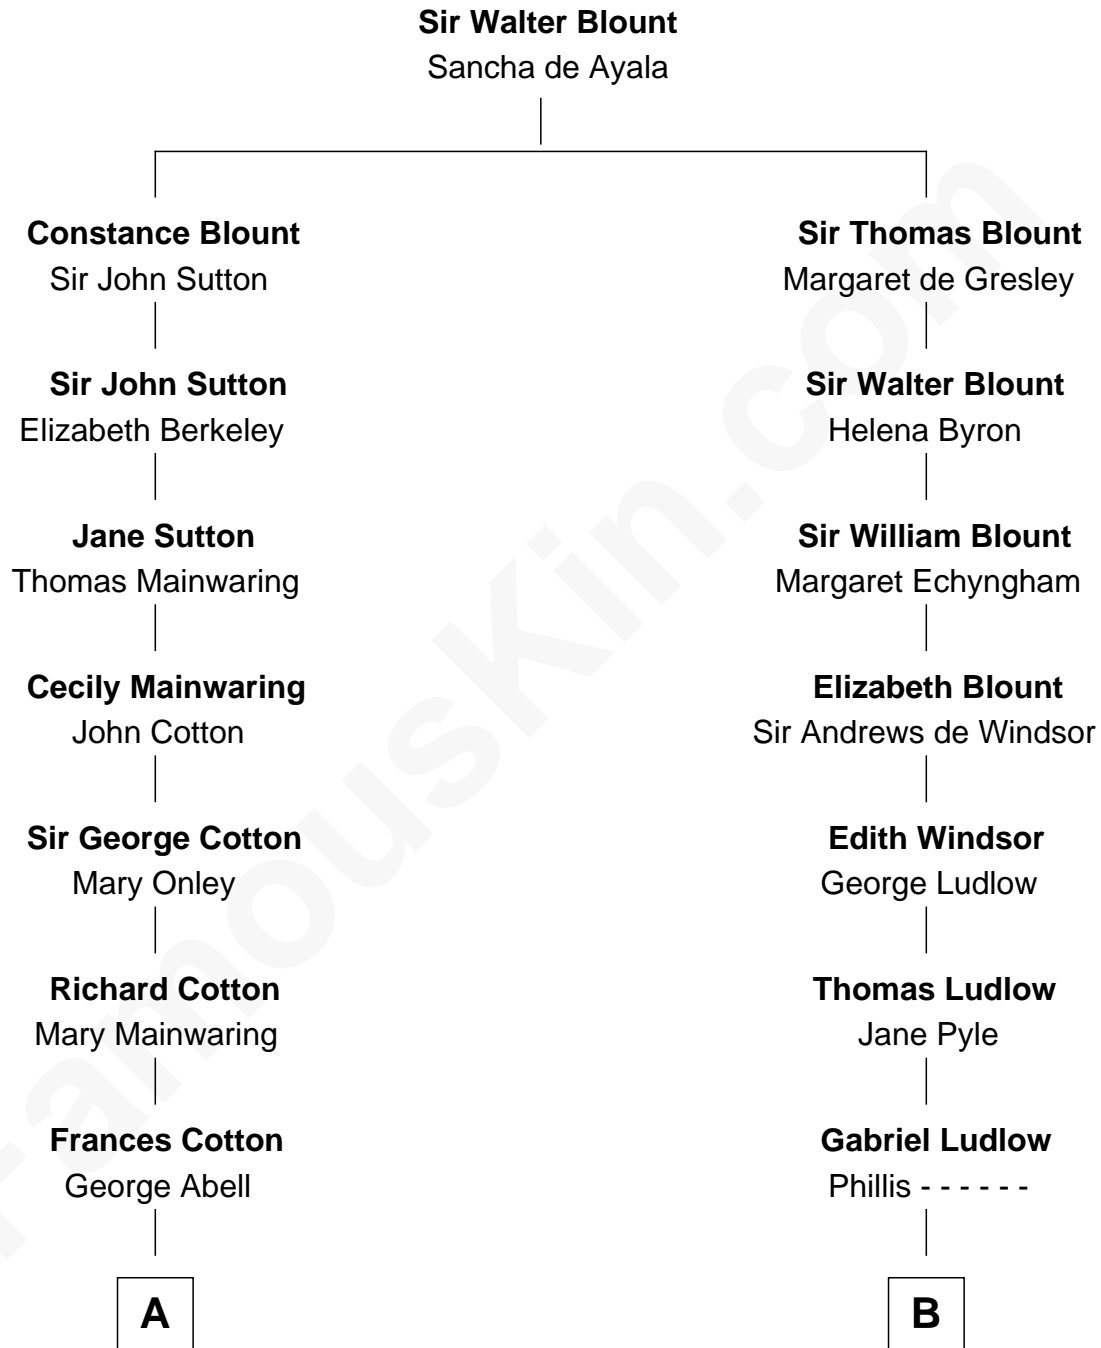 Sir Walter Blount
Sancha de Ayala
Constance Blount
Sir John Sutton
Sir Thomas Blount
Margaret de Gresley
Sir John Sutton
Elizabeth Berkeley
Sir Walter Blount
Helena Byron
Jane Sutton
Thomas Mainwaring
Sir William Blount
Margaret Echyngham
Cecily Mainwaring
John Cotton
Elizabeth Blount
Sir Andrews de Windsor
Sir George Cotton
Mary Onley
Edith Windsor
George Ludlow
Richard Cotton
Mary Mainwaring
Thomas Ludlow
Jane Pyle
Frances Cotton
George Abell
Gabriel Ludlow
Phillis - - - - - -
A
B
FamousKin.com